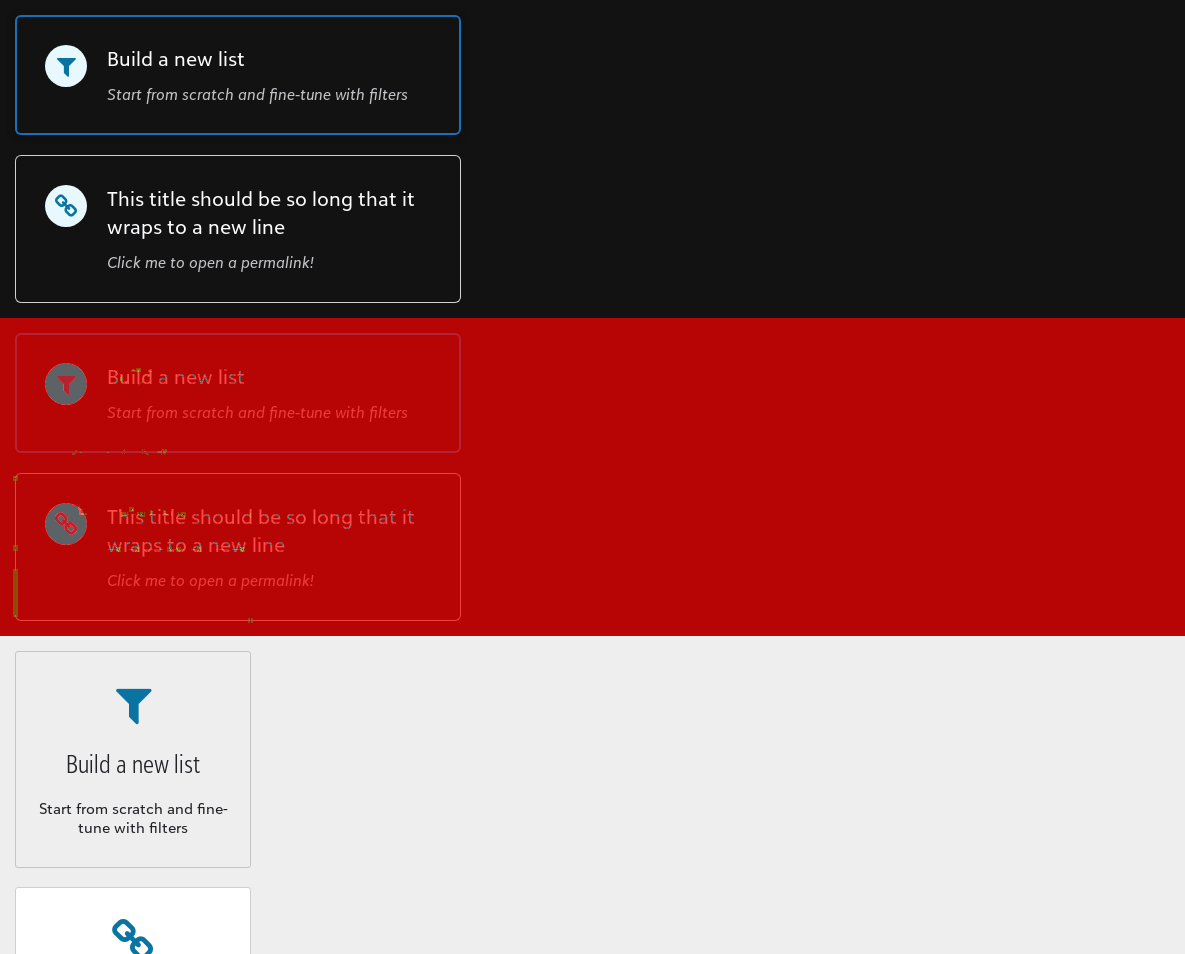 Build a new list
Start from scratch and fine-tune with filters
This title should be so long that it
wraps to a new line
Click me to open a permalink!
Build a new list
Start from scratch and fine-tune with filters
This title should be so long that it
wraps to a new line
Click me to open a permalink!
Build a new list
Start from scratch and fine-
tune with filters